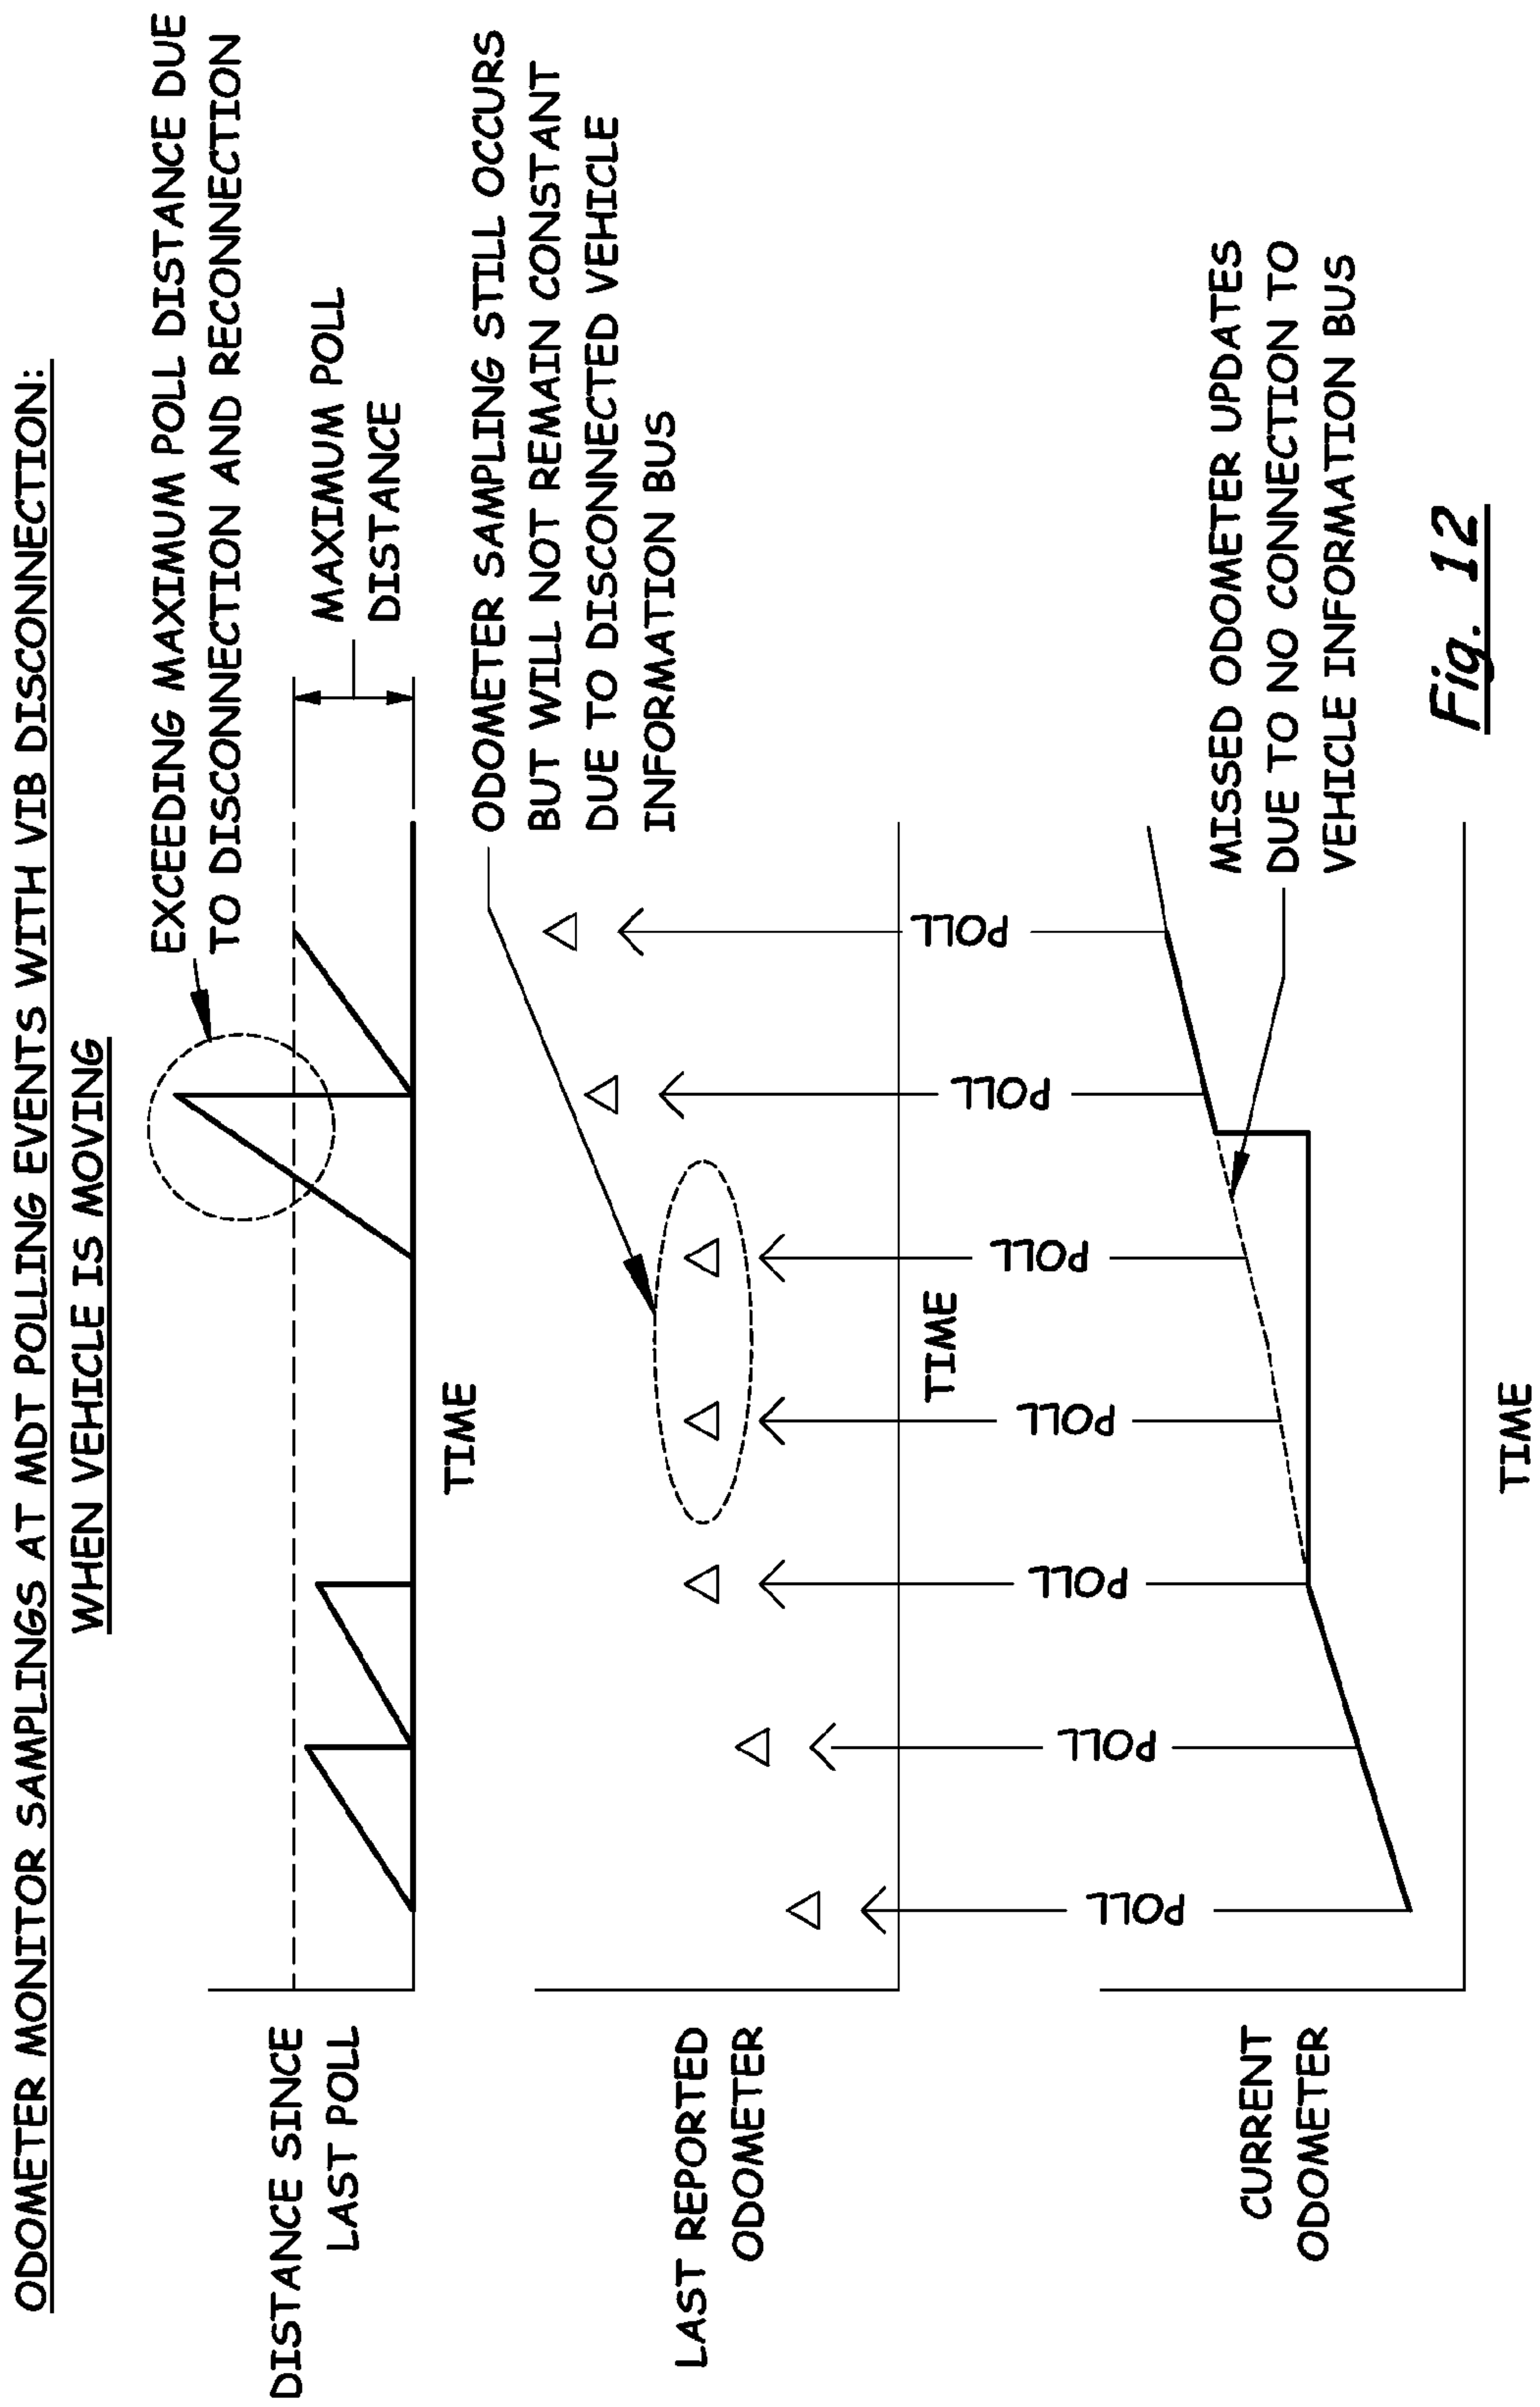 ODOMETER MONITOR SAMPLINGS AT MDT POLLING EVENTS WITH VIB DISCONNECTION:
WHEN VEHICLE IS MOVING
EXCEEDING MAXIMUM POLL DISTANCE DUE
TO DISCONNECTION AND RECONNECTION
DISTANCE SINCE
LAST POLL
MAXIMUM POLL
DISTANCE
TIME
ODOMETER SAMPLING STILL OCCURS
BUT WILL NOT REMAIN CONSTANT
DUE TO DISCONNECTED VEHICLE
INFORMATION BUS
LAST REPORTED
ODOMETER
TIME
POLL
POLL
POLL
POLL
POLL
POLL
POLL
MISSED ODOMETER UPDATES
DUE TO NO CONNECTION TO
VEHICLE INFORMATION BUS
CURRENT
ODOMETER
TIME
Fig. 12